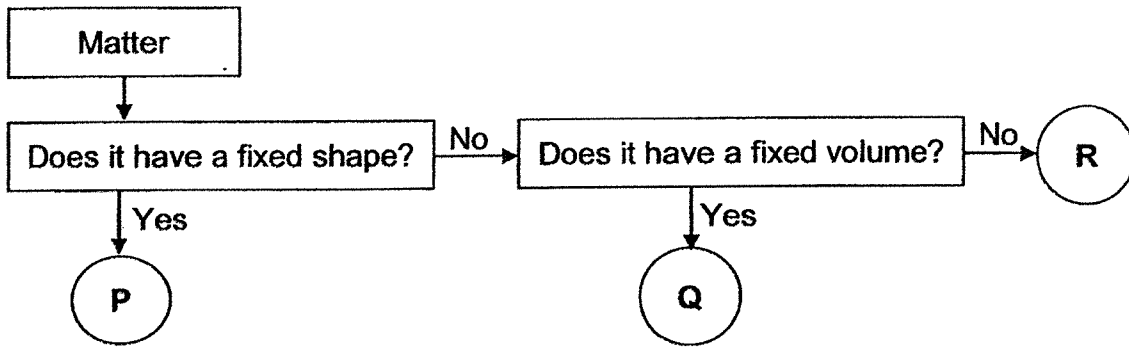 Matter
Does it have a fixed shape?
No
Does it have a fixed volume?
No
R
Yes
Yes
P
Q